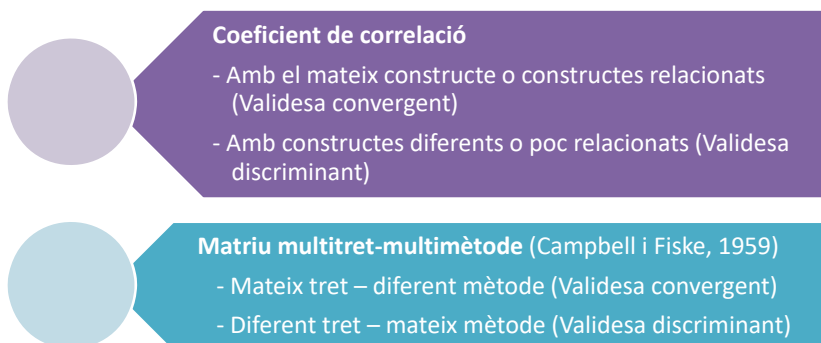 Coeficient de correlació
- Amb el mateix constructe o constructes relacionats
(Validesa convergent)
- Amb constructes diferents o poc relacionats (Validesa
discriminant)
Matriu multitret-multimètode (Campbell i Fiske, 1959)
- Mateix tret – diferent mètode (Validesa convergent)
- Diferent tret – mateix mètode (Validesa discriminant)